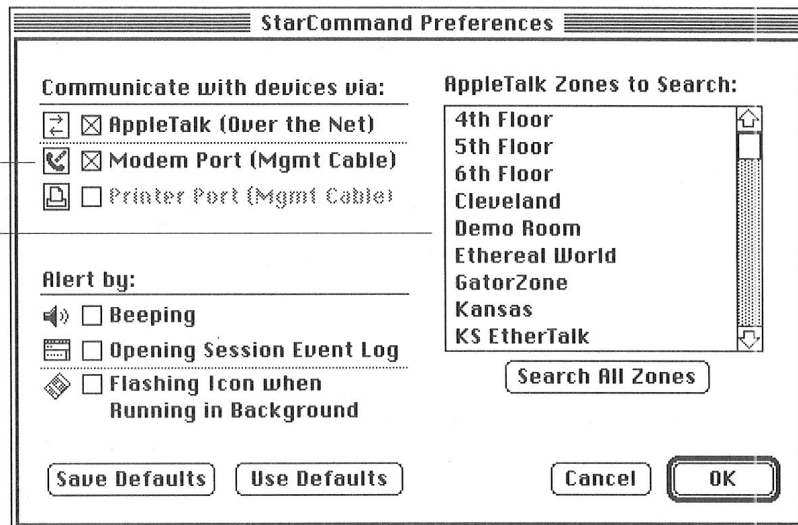 StarCommand Preferences
Communicate with devices via:
AppleTalk (Over the Net)
Modem Port (Mgmt Cable)
Printer Port (Mgmt Cable)
Alert by:
Beeping
Opening Session Event Log
Flashing Icon when
Running in Background
AppleTalk Zones to Search:
4th Floor
5th Floor
6th Floor
Cleveland
Demo Room
Ethereal World
GatorZone
Kansas
KS EtherTalk
Search All Zones
Save Defaults
Use Defaults
Cancel
OK